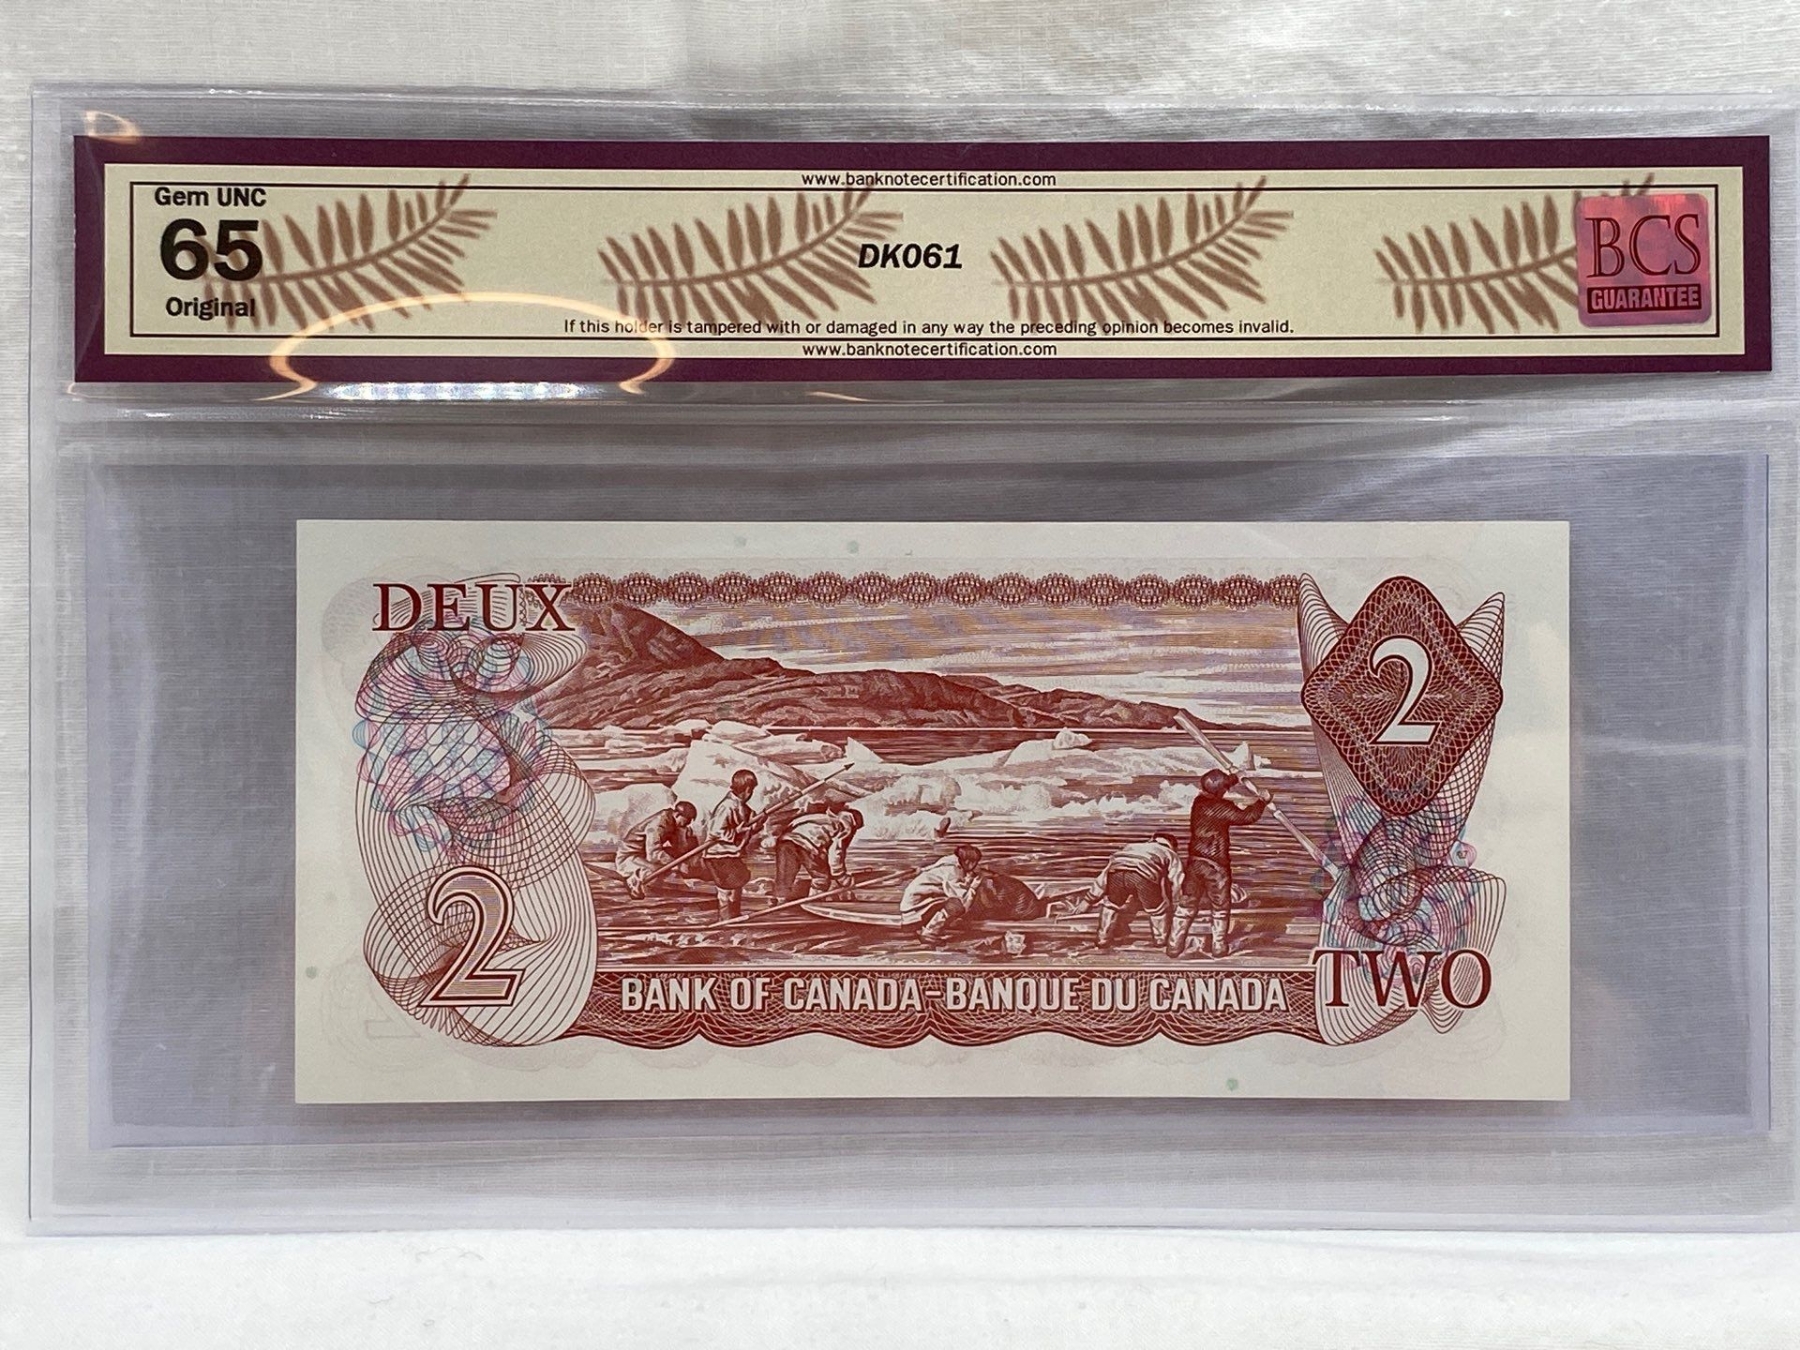 www.banknotecertification.com
Gem UNC
65
Original
DK061
BCS
GUARANTEE
If this holder is tampered with or damaged in any way the preceding opinion becomes invalid.
www.banknotecertification.com
DEUX
2
2
BANK OF CANADA-BANQUE DU CANADA
TWO